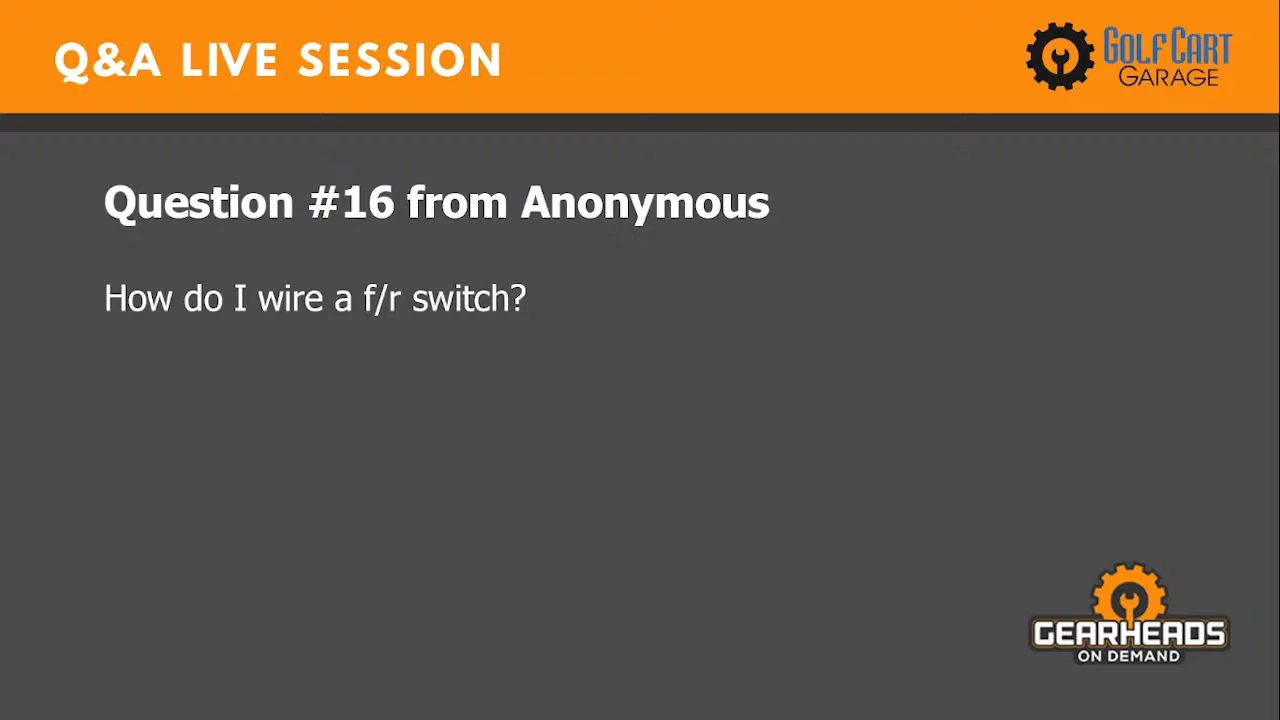 Q&A LIVE SESSION
GOLF CART
GARAGE
Question #16 from Anonymous
How do I wire a f/r switch?
GEARHEADS
ON DEMAND